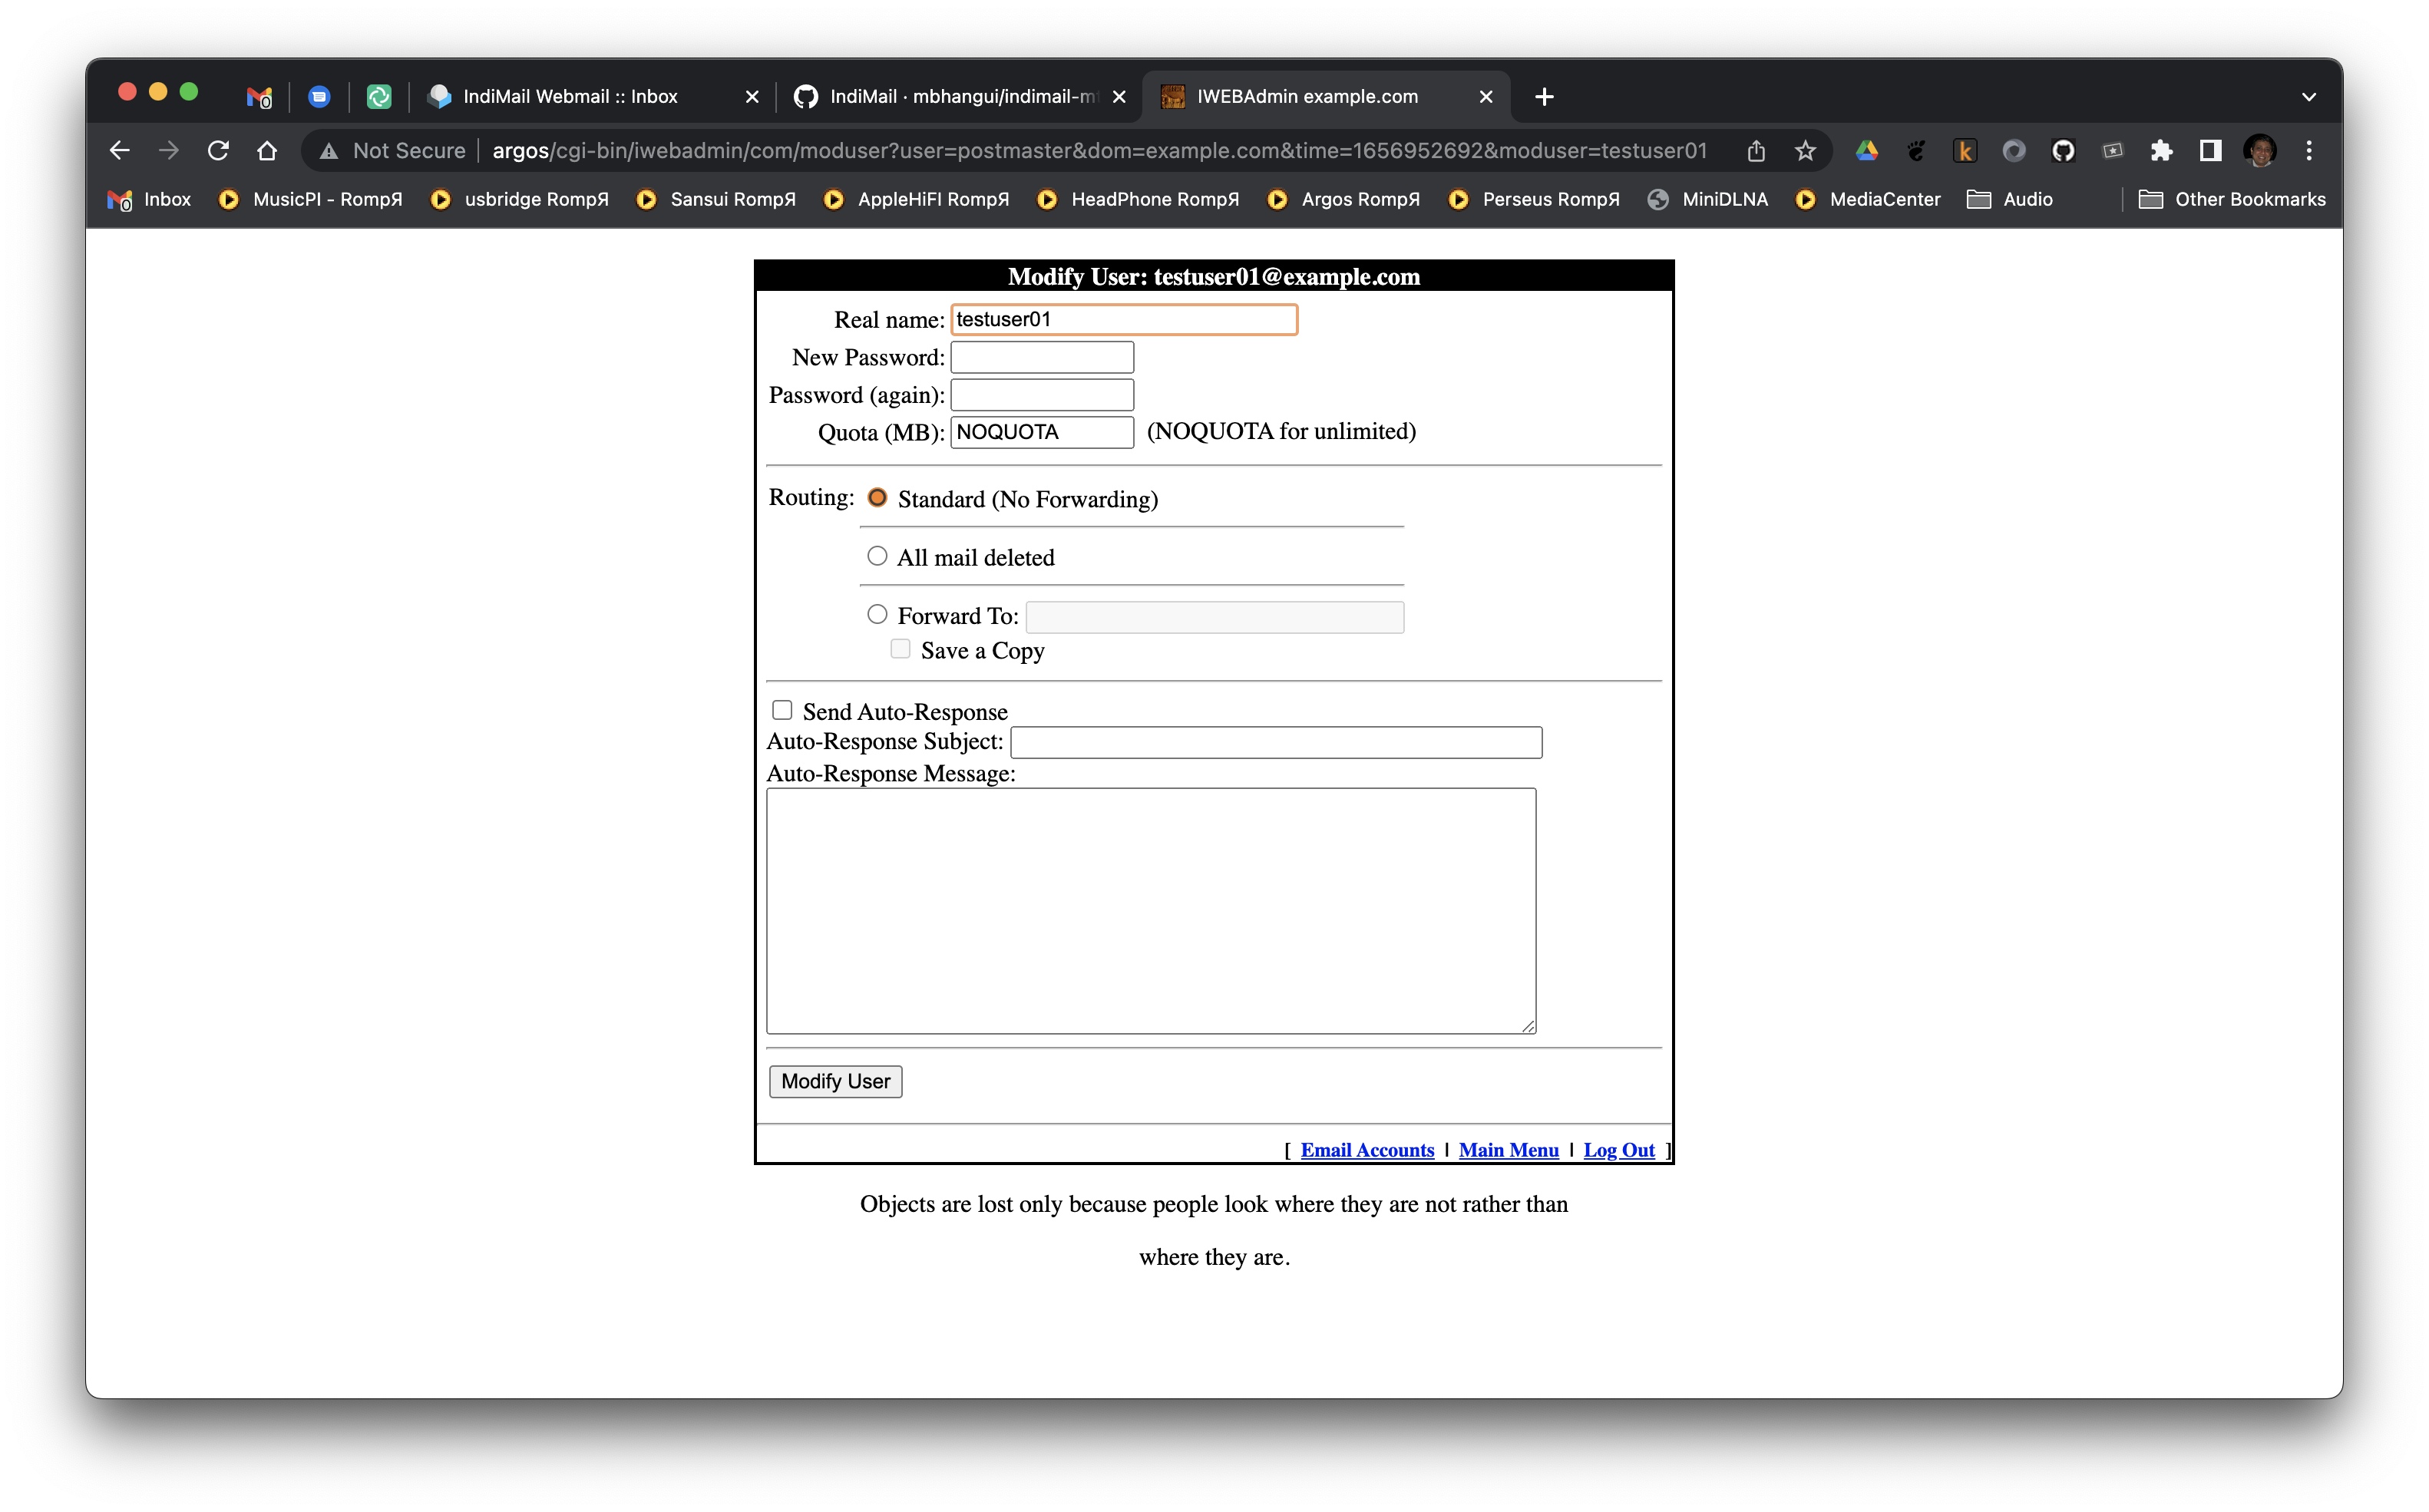 IndiMail Webmail :: Inbox
IndiMail · mbhangui/indimail-mt
IWEBAdmin example.com
Not Secure
argos/cgi-bin/iwebadmin/com/moduser?user=postmaster&dom=example.com&time=1656952692&moduser=testuser01
Inbox
MusicPI - RompЯ
usbridge RompЯ
Sansui RompЯ
AppleHiFI RompЯ
HeadPhone RompЯ
Argos RompЯ
Perseus RompЯ
MiniDLNA
MediaCenter
Audio
Other Bookmarks
Modify User: testuser01@example.com
Real name: testuser01
New Password:
Password (again):
Quota (MB): NOQUOTA (NOQUOTA for unlimited)
Routing: Standard (No Forwarding)
All mail deleted
Forward To:
Save a Copy
Send Auto-Response
Auto-Response Subject:
Auto-Response Message:
Modify User
[ Email Accounts | Main Menu | Log Out ]
Objects are lost only because people look where they are not rather than
where they are.